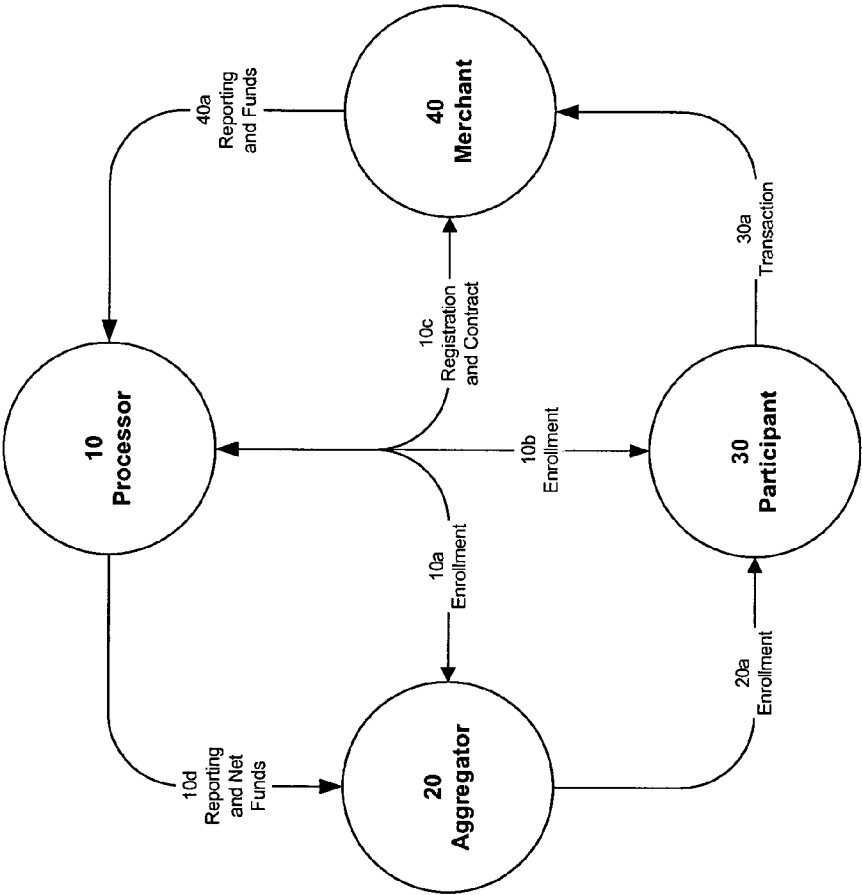 10
Processor
40a
Reporting
and Funds
40
Merchant
10c
Registration
and Contract
30a
Transaction
10b
Enrollment
30
Participant
10a
Enrollment
20a
Enrollment
10d
Reporting
and Net
Funds
20
Aggregator